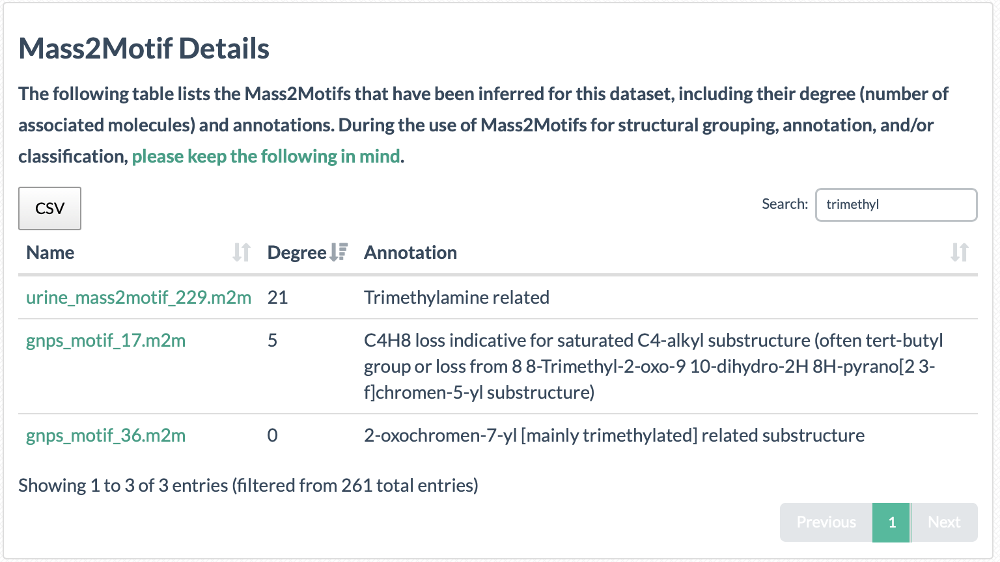 Mass2Motif Details
The following table lists the Mass2Motifs that have been inferred for this dataset, including their degree (number of
associated molecules) and annotations. During the use of Mass2Motifs for structural grouping, annotation, and/or
classification, please keep the following in mind.
CSV
Search: trimethyl
Name Degree Annotation
urine_mass2motif_229.m2m 21 Trimethylamine related
gnps_motif_17.m2m 5 C4H8 loss indicative for saturated C4-alkyl substructure (often tert-butyl
group or loss from 8 8-Trimethyl-2-oxo-9 10-dihydro-2H 8H-pyrano[2 3-
f]chromen-5-yl substructure)
gnps_motif_36.m2m 0 2-oxochromen-7-yl [mainly trimethylated] related substructure
Showing 1 to 3 of 3 entries (filtered from 261 total entries)
Previous 1 Next